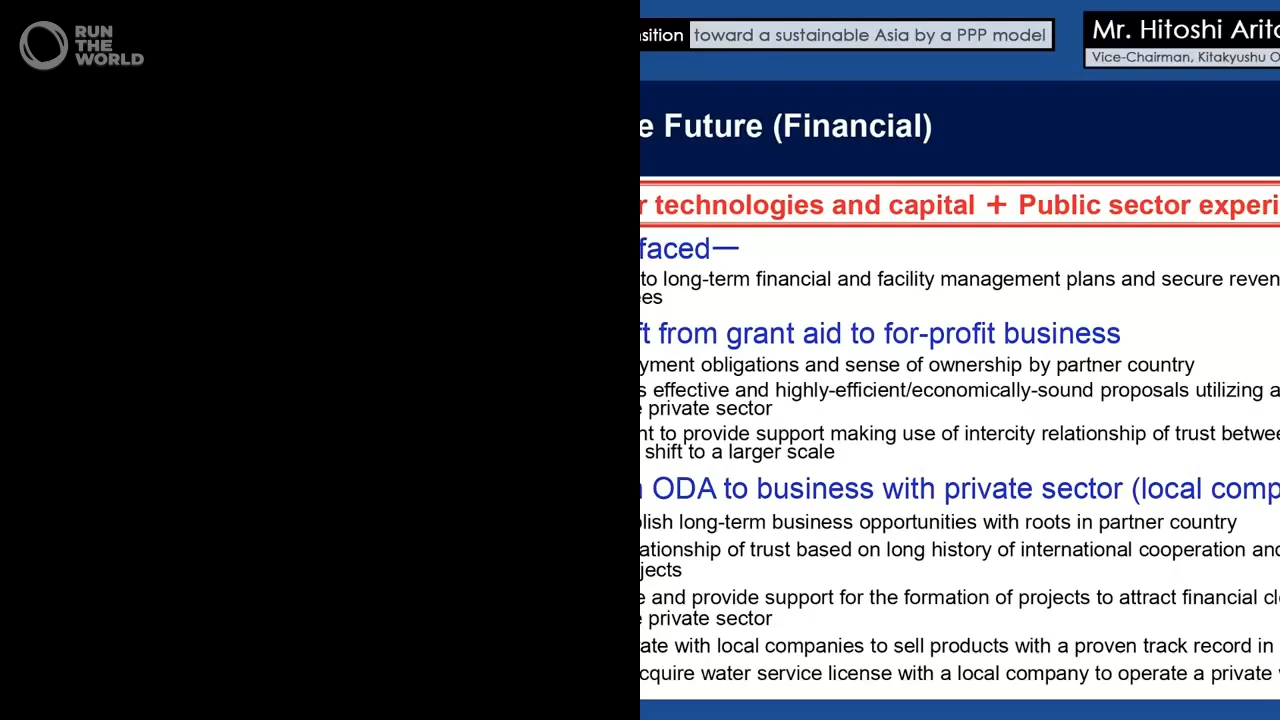 RUN
THE
WORLD
sition toward a sustainable Asia by a PPP model
Mr. Hitoshi Arito
Vice-Chairman, Kitakyushu O
e Future (Financial)
r technologies and capital + Public sector experi
faced—
to long-term financial and facility management plans and secure reven
ees
ft from grant aid to for-profit business
yment obligations and sense of ownership by partner country
s effective and highly-efficient/economically-sound proposals utilizing a
e private sector
nt to provide support making use of intercity relationship of trust betwee
shift to a larger scale
n ODA to business with private sector (local comp
lish long-term business opportunities with roots in partner country
ationship of trust based on long history of international cooperation and
jects
e and provide support for the formation of projects to attract financial cl
e private sector
ate with local companies to sell products with a proven track record in
cquire water service license with a local company to operate a private